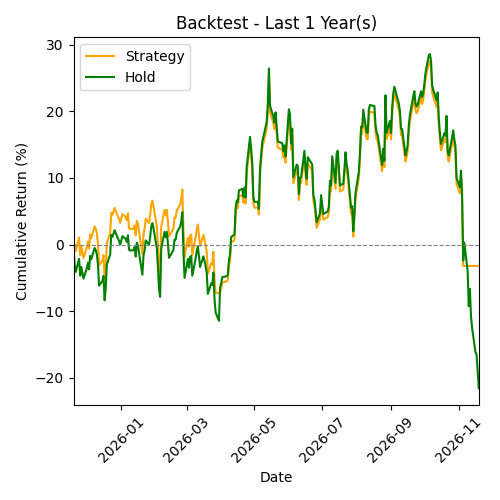 Backtest - Last 1 Year(s)
Strategy
Hold
Cumulative Return (%)
30
20
10
0
−10
−20
2026-01
2026-03
2026-05
2026-07
2026-09
2026-11
Date